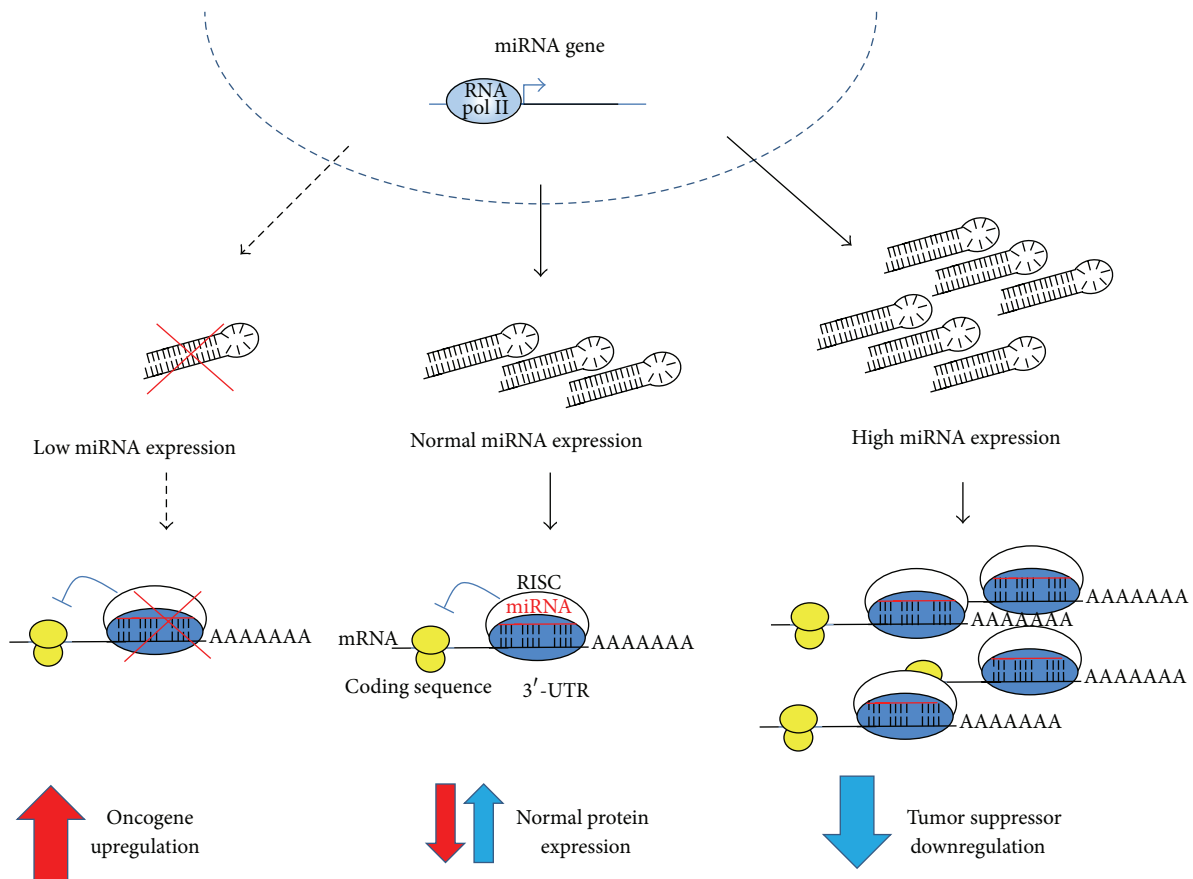 miRNA gene
RNA
pol II
Low miRNA expression
Normal miRNA expression
High miRNA expression
AAAAAAA
RISC
miRNA
mRNA
AAAAAAA
Coding sequence
3′-UTR
AAAAAAA
AAAAAAA
AAAAAAA
AAAAAAA
Oncogene
upregulation
Normal protein
expression
Tumor suppressor
downregulation